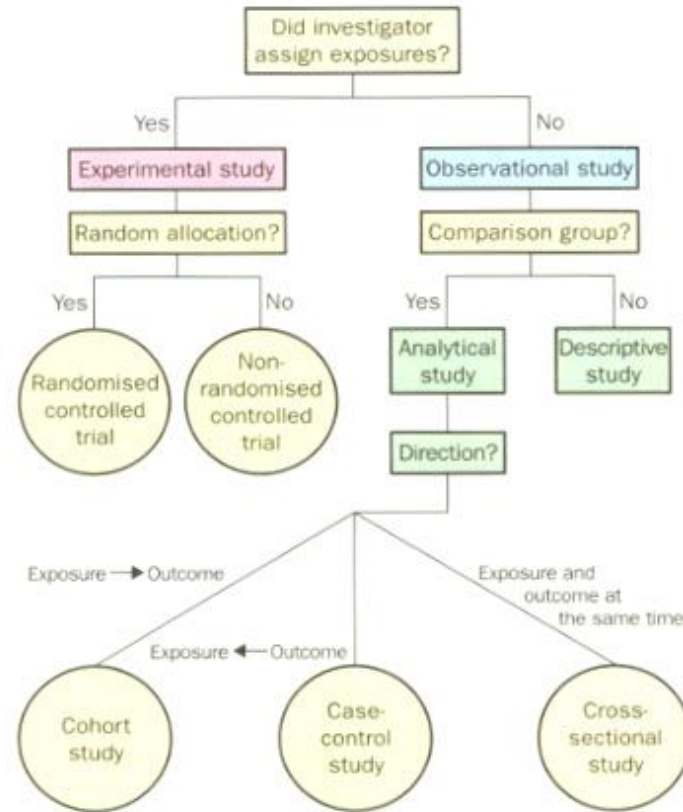 Did investigator
assign exposures?
Yes
No
Experimental study
Observational study
Random allocation?
Comparison group?
Yes
No
Yes
No
Randomised
controlled
trial
Non-
randomised
controlled
trial
Analytical
study
Descriptive
study
Direction?
Exposure → Outcome
Exposure and
outcome at
the same time
Exposure ← Outcome
Cohort
study
Case-
control
study
Cross-
sectional
study